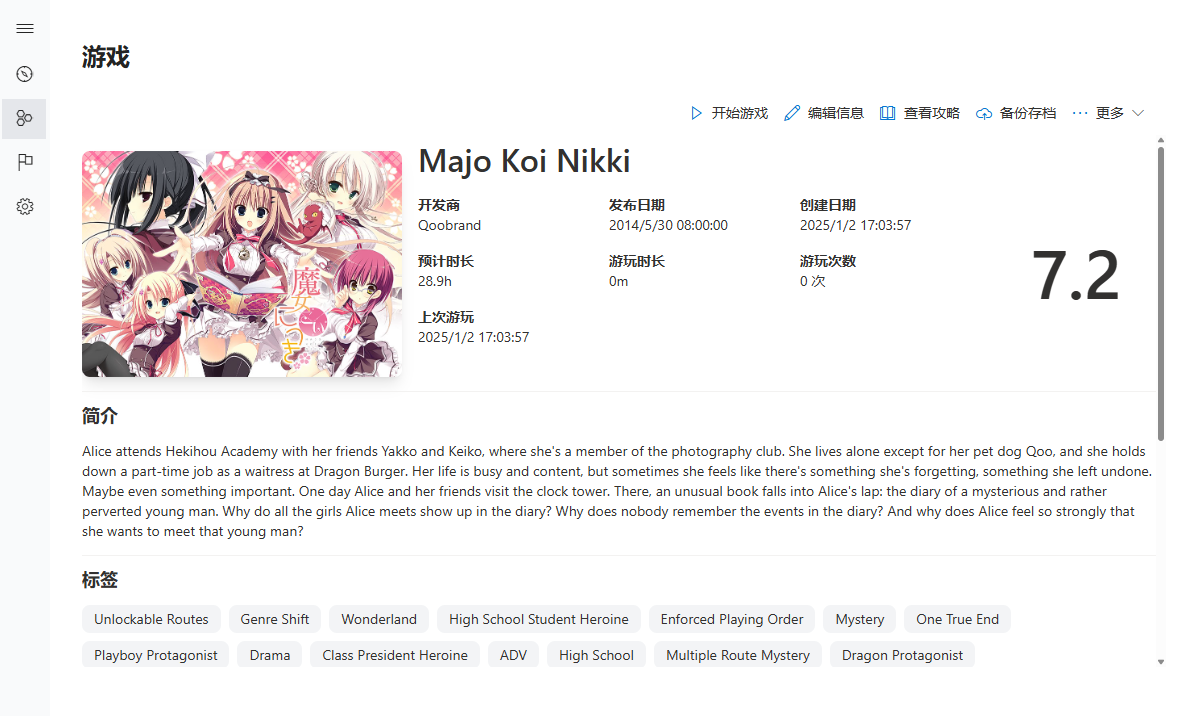 游戏
开始游戏 编辑信息 查看攻略 备份存档 ··· 更多
魔女こいにっき
Majo Koi Nikki
开发商 发布日期 创建日期
Qoobrand 2014/5/30 08:00:00 2025/1/2 17:03:57
预计时长 游玩时长 游玩次数
28.9h 0m 0 次
7.2
上次游玩
2025/1/2 17:03:57
简介
Alice attends Hekihou Academy with her friends Yakko and Keiko, where she's a member of the photography club. She lives alone except for her pet dog Qoo, and she holds
down a part-time job as a waitress at Dragon Burger. Her life is busy and content, but sometimes she feels like there's something she's forgetting, something she left undone.
Maybe even something important. One day Alice and her friends visit the clock tower. There, an unusual book falls into Alice's lap: the diary of a mysterious and rather
perverted young man. Why do all the girls Alice meets show up in the diary? Why does nobody remember the events in the diary? And why does Alice feel so strongly that
she wants to meet that young man?
标签
Unlockable Routes Genre Shift Wonderland High School Student Heroine Enforced Playing Order Mystery One True End
Playboy Protagonist Drama Class President Heroine ADV High School Multiple Route Mystery Dragon Protagonist